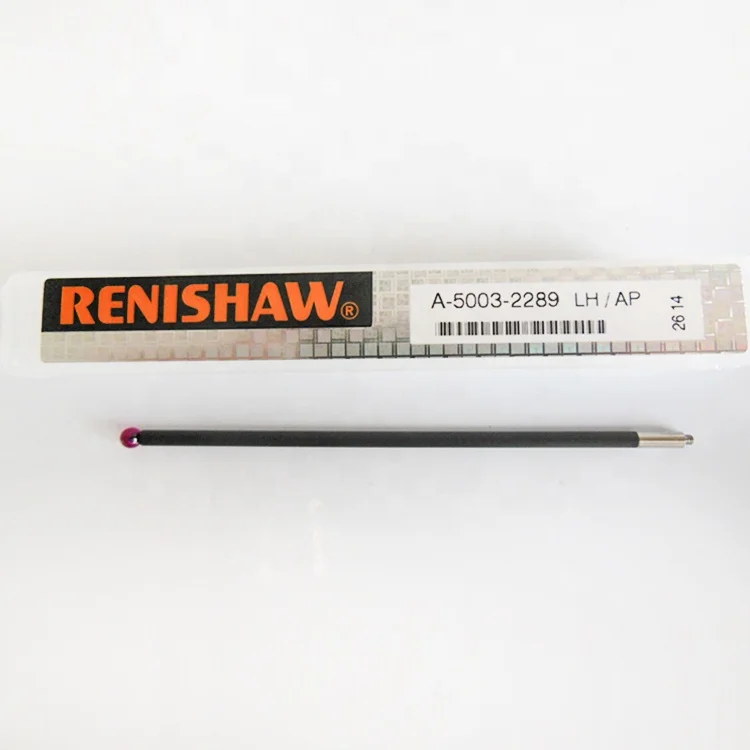 RENISHAW®
A-5003-2289 LH / AP
26 14